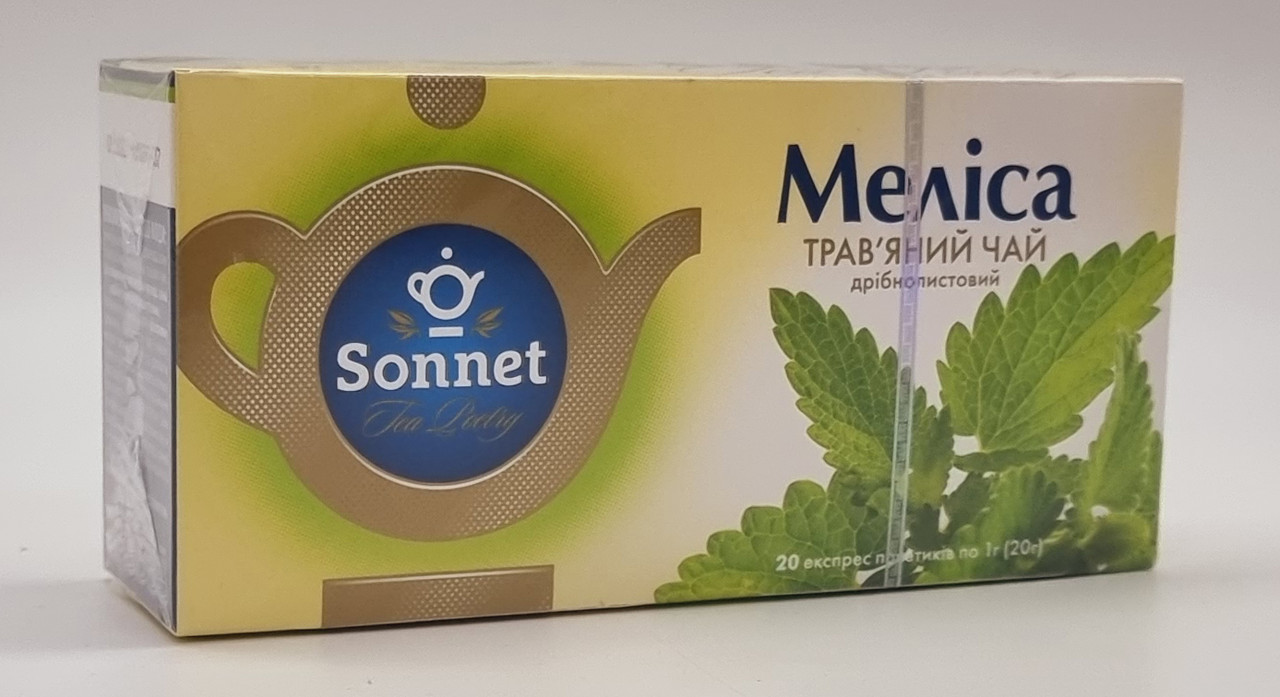 Sonnet
Tea Poetry
Меліса
ТРАВ'ЯНИЙ ЧАЙ
дрібнолистовий
20 експрес пакетиків по 1г (20г)